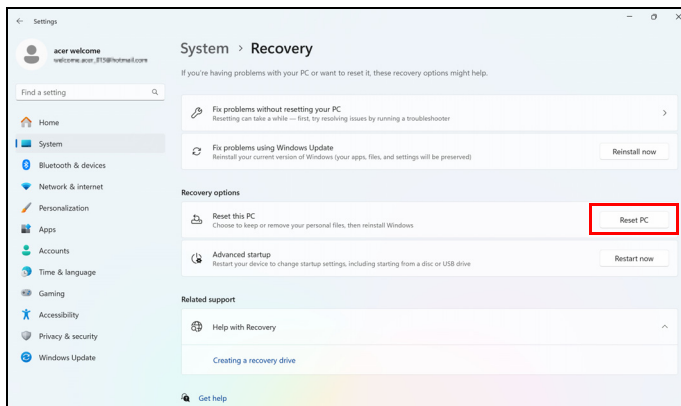 Settings
acer welcome
welcome.acer_815@hotmail.com
Find a setting
Home
System
Bluetooth & devices
Network & internet
Personalization
Apps
Accounts
Time & language
Gaming
Accessibility
Privacy & security
Windows Update
System > Recovery
If you're having problems with your PC or want to reset it, these recovery options might help.
Fix problems without resetting your PC
Resetting can take a while — first, try resolving issues by running a troubleshooter
Fix problems using Windows Update
Reinstall your current version of Windows (your apps, files, and settings will be preserved)
Reinstall now
Recovery options
Reset this PC
Choose to keep or remove your personal files, then reinstall Windows
Reset PC
Advanced startup
Restart your device to change startup settings, including starting from a disc or USB drive
Restart now
Related support
Help with Recovery
Creating a recovery drive
Get help